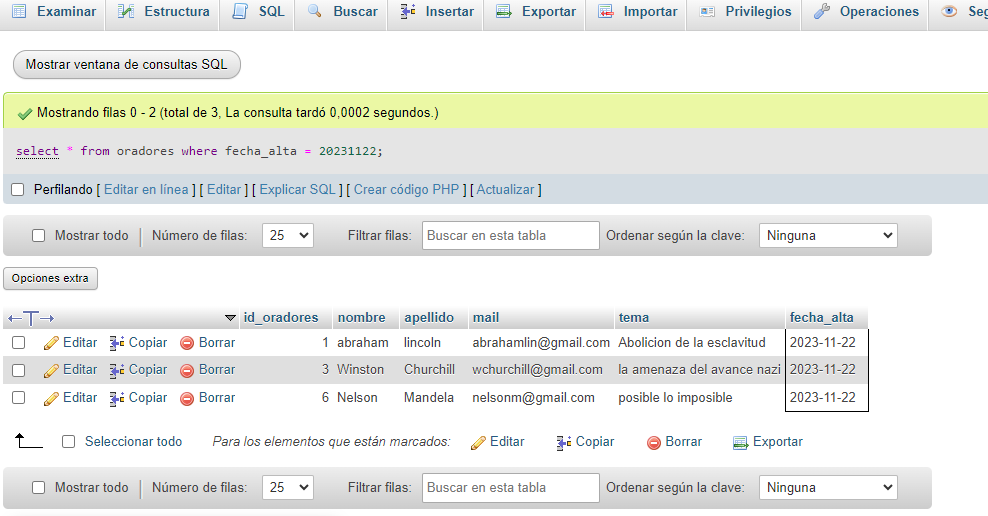 Examinar Estructura SQL Buscar Insertar Exportar Importar Privilegios Operaciones Seg
Mostrar ventana de consultas SQL
Mostrando filas 0 - 2 (total de 3, La consulta tardó 0,0002 segundos.)
select * from oradores where fecha_alta = 20231122;
Perfilando [ Editar en línea ] [ Editar ] [ Explicar SQL ] [ Crear código PHP ] [ Actualizar ]
Mostrar todo Número de filas: 25 Filtrar filas: Buscar en esta tabla Ordenar según la clave: Ninguna
Opciones extra
←T→ id_oradores nombre apellido mail tema fecha_alta
Editar Copiar Borrar 1 abraham lincoln abrahamlin@gmail.com Abolicion de la esclavitud 2023-11-22
Editar Copiar Borrar 3 Winston Churchill wchurchill@gmail.com la amenaza del avance nazi 2023-11-22
Editar Copiar Borrar 6 Nelson Mandela nelsonm@gmail.com posible lo imposible 2023-11-22
Seleccionar todo Para los elementos que están marcados: Editar Copiar Borrar Exportar
Mostrar todo Número de filas: 25 Filtrar filas: Buscar en esta tabla Ordenar según la clave: Ninguna